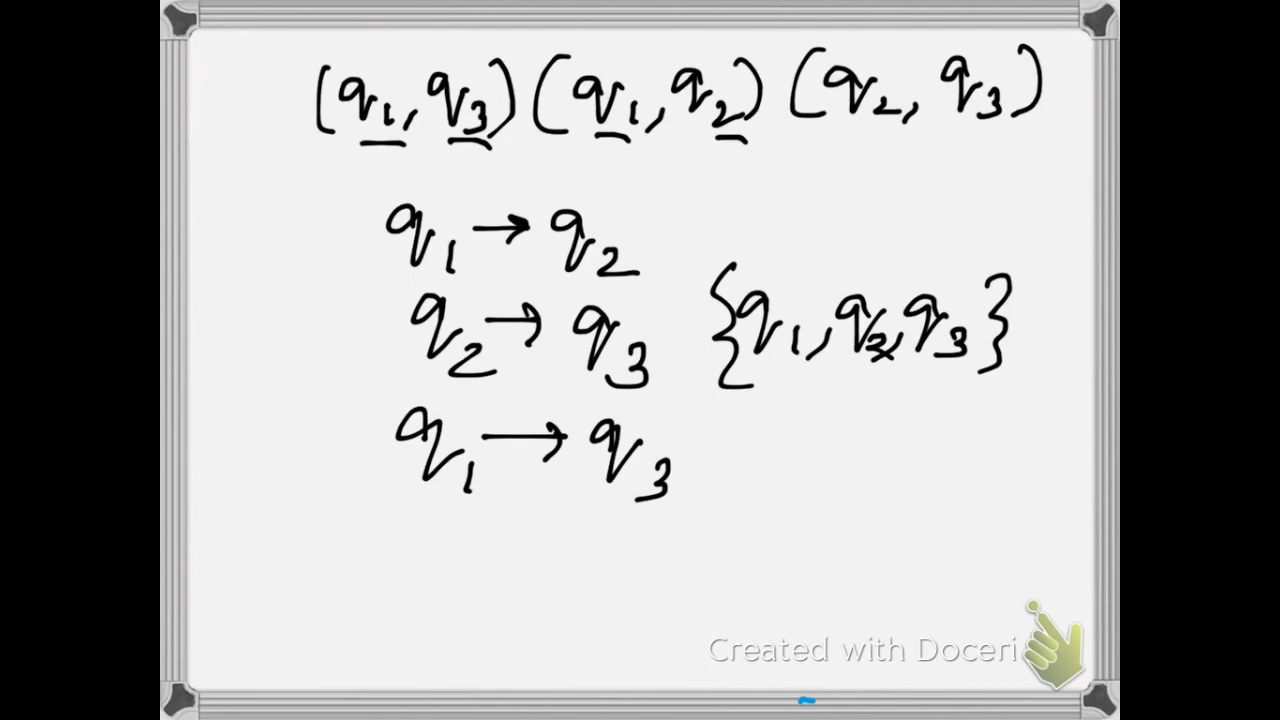 (q1, q3) (q1, q2) (q2, q3)
q1 → q2
q2 → q3 {q1, q2, q3}
q1 → q3
Created with Doceri